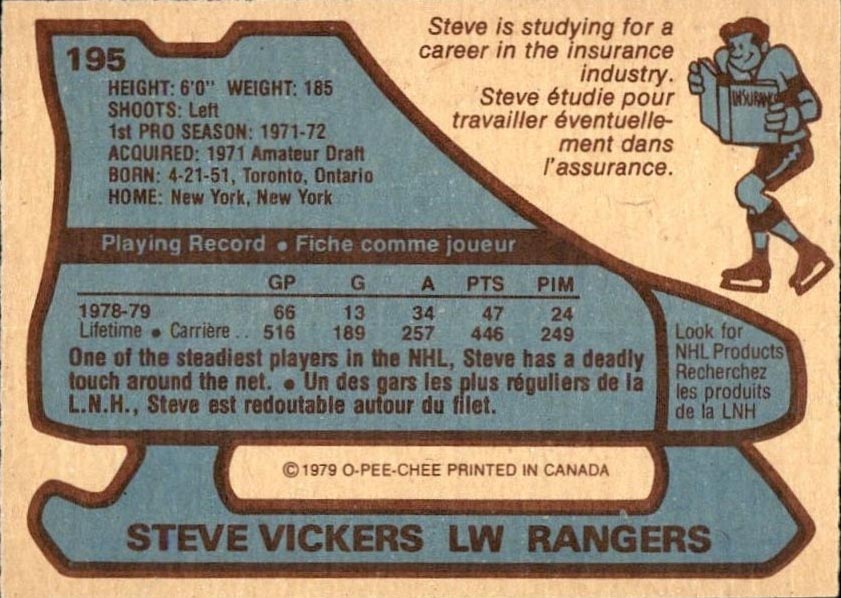 195
HEIGHT: 6'0" WEIGHT: 185
SHOOTS: Left
1st PRO SEASON: 1971-72
ACQUIRED: 1971 Amateur Draft
BORN: 4-21-51, Toronto, Ontario
HOME: New York, New York
Steve is studying for a
career in the insurance
industry.
Steve étudie pour
travailler éventuelle-
ment dans
l'assurance.
INSURANCE
Playing Record • Fiche comme joueur
GP G A PTS PIM
1978-79 66 13 34 47 24
Lifetime • Carrière .. 516 189 257 446 249
One of the steadiest players in the NHL, Steve has a deadly
touch around the net. • Un des gars les plus réguliers de la
L.N.H., Steve est redoutable autour du filet.
Look for
NHL Products
Recherchez
les produits
de la LNH
©1979 O-PEE-CHEE PRINTED IN CANADA
STEVE VICKERS LW RANGERS